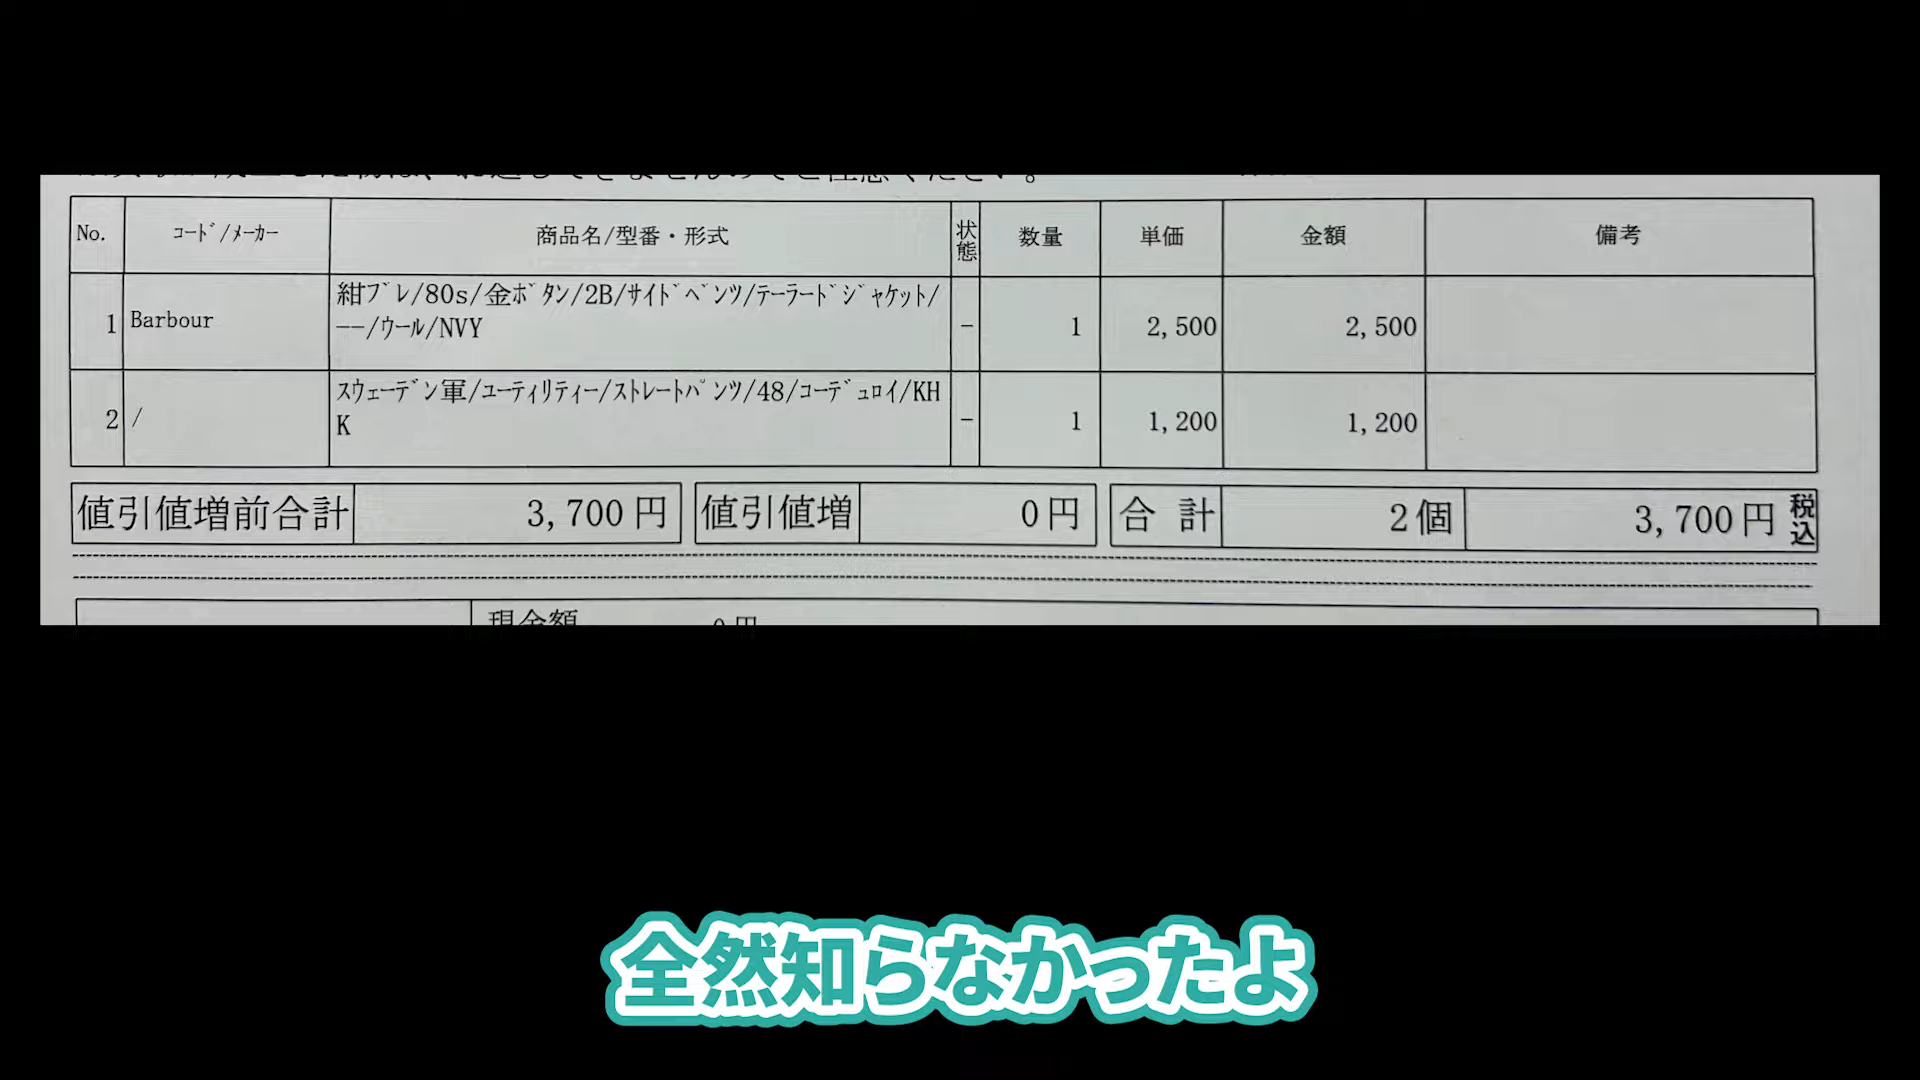 No. ｺｰﾄﾞ/ﾒｰｶｰ 商品名/型番・形式 状態 数量 単価 金額 備考
1 Barbour 紺ﾌﾞﾚ/80s/金ﾎﾞﾀﾝ/2B/ｻｲﾄﾞﾍﾞﾝﾂ/ﾃｰﾗｰﾄﾞｼﾞｬｹｯﾄ/ － 1 2,500 2,500
--/ｳｰﾙ/NVY
2 / ｽｳｪｰﾃﾞﾝ軍/ﾕｰﾃｨﾘﾃｨｰ/ｽﾄﾚｰﾄﾊﾟﾝﾂ/48/ｺｰﾃﾞｭﾛｲ/KH － 1 1,200 1,200
K
値引値増前合計 3,700円 値引値増 0円 合計 2個 3,700円 税込
現金額 0円
全然知らなかったよ